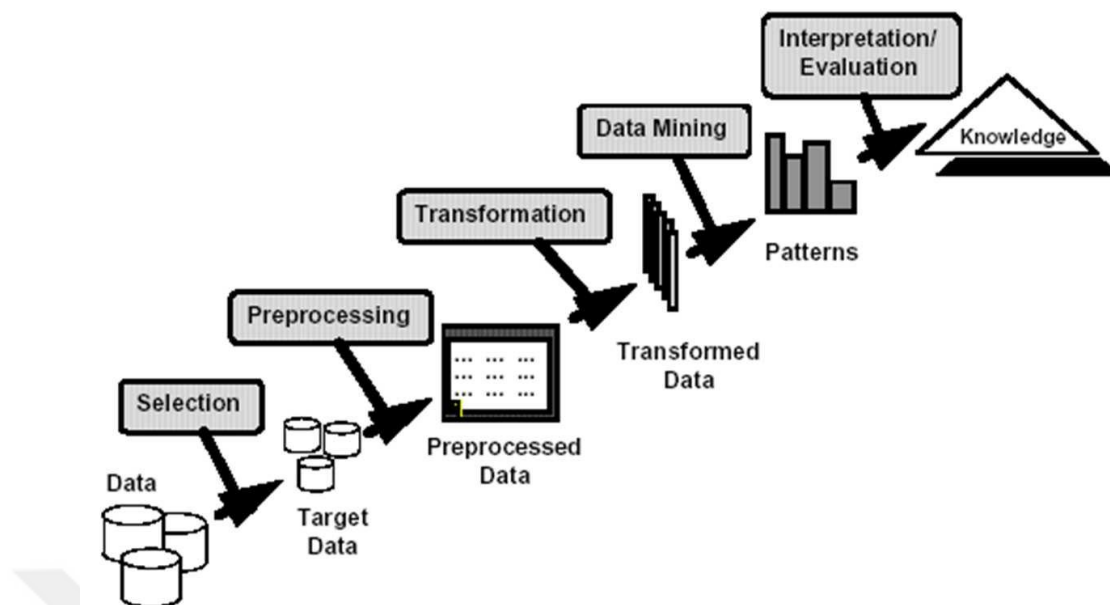 Interpretation/
Evaluation
Data Mining
Knowledge
Transformation
Patterns
Preprocessing
Transformed
Data
Selection
Preprocessed
Data
Data
Target
Data